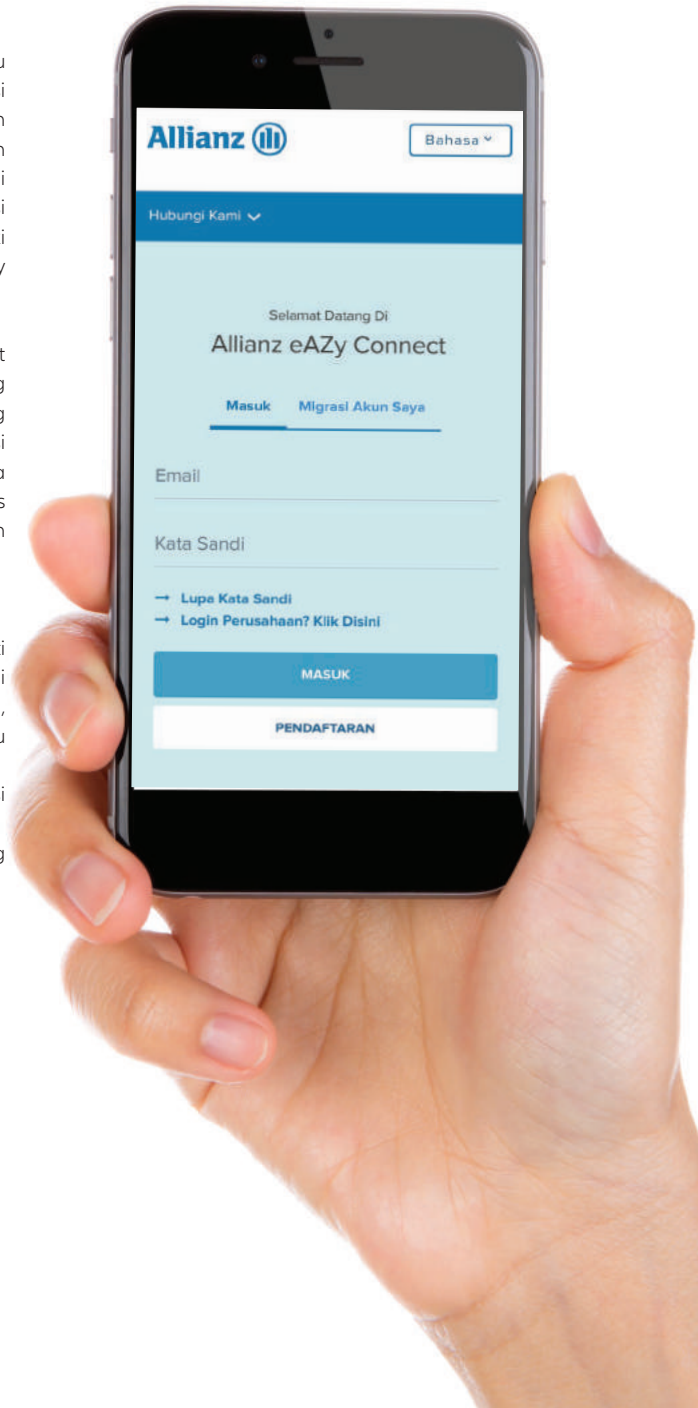 Allianz
Bahasa
Hubungi Kami
Selamat Datang Di
Allianz eAZy Connect
Masuk Migrasi Akun Saya
Email
Kata Sandi
→ Lupa Kata Sandi
→ Login Perusahaan? Klik Disini
MASUK
PENDAFTARAN